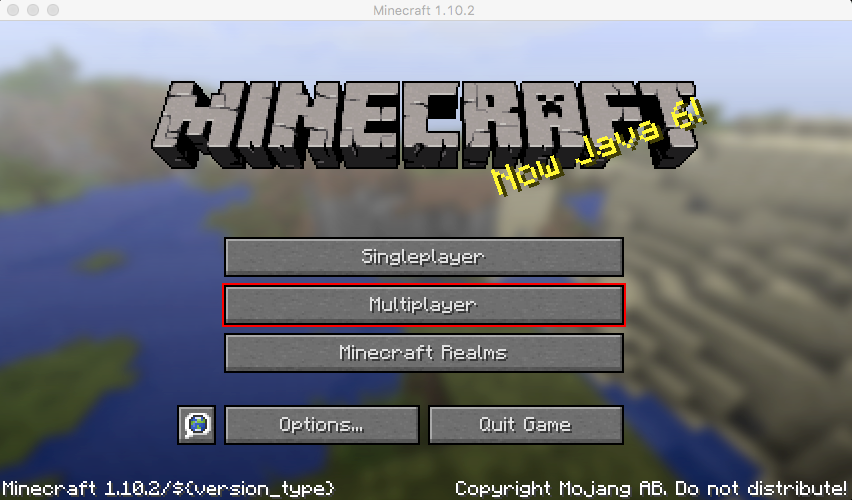 Minecraft 1.10.2
MINECRAFT
Now Java 6!
Singleplayer
Multiplayer
Minecraft Realms
Options...
Quit Game
Minecraft 1.10.2/${version_type}
Copyright Mojang AB. Do not distribute!